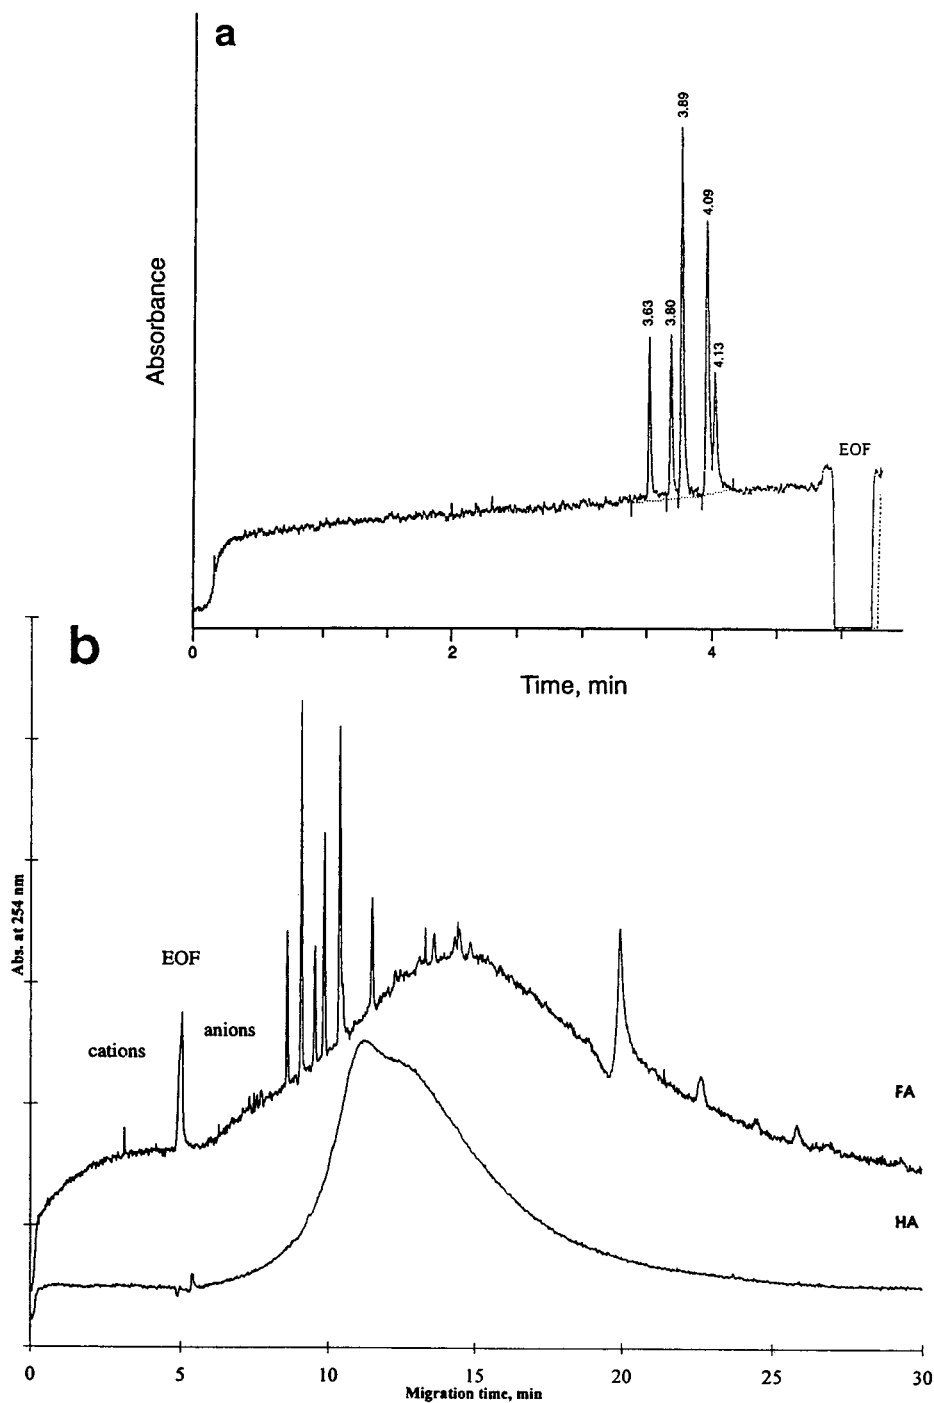 a
3.89
4.09
3.63
3.80
4.13
Absorbance
EOF
0
2
4
Time, min
b
Abs. at 254 nm
EOF
anions
cations
FA
HA
0
5
10
15
20
25
30
Migration time, min